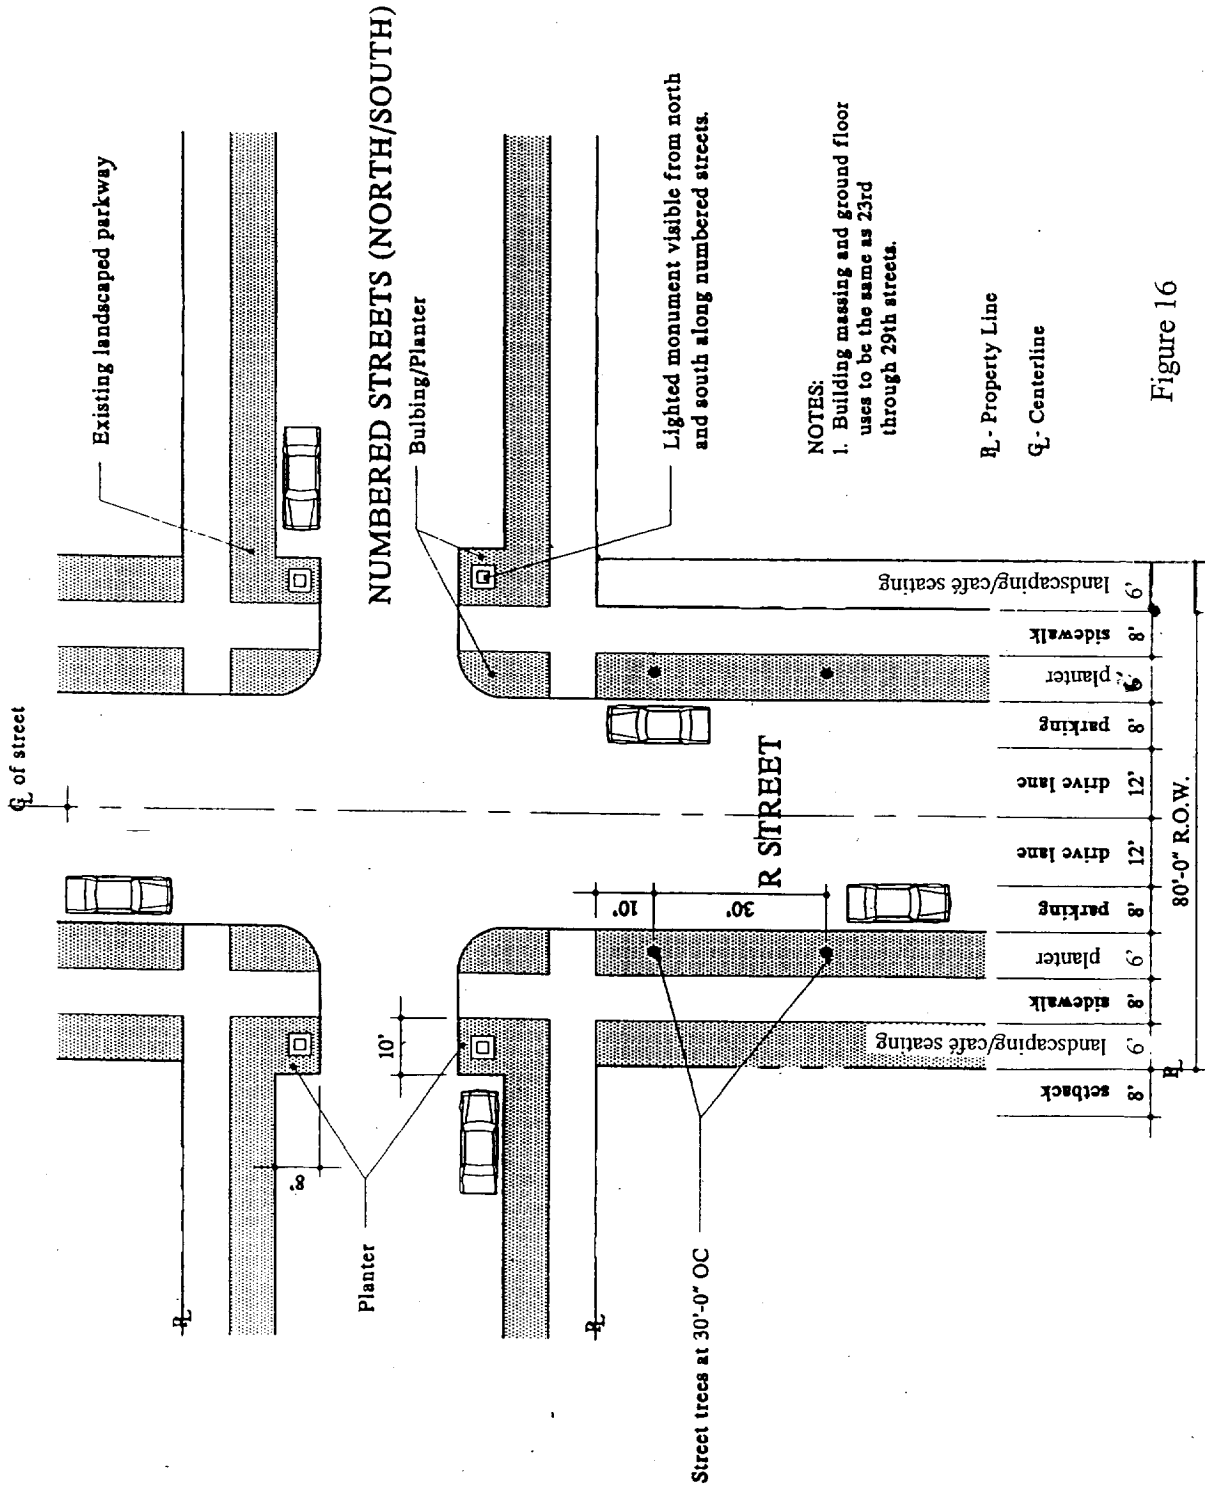 ℄ of street
Existing landscaped parkway
NUMBERED STREETS (NORTH/SOUTH)
Bulbing/Planter
Lighted monument visible from north
and south along numbered streets.
NOTES:
1. Building massing and ground floor
uses to be the same as 23rd
through 29th streets.
PL - Property Line
℄ - Centerline
Figure 16
Planter
8'
10'
PL
PL
Street trees at 30'-0" OC
10'
30'
R STREET
setback
landscaping/café seating
sidewalk
planter
parking
drive lane
drive lane
parking
planter
sidewalk
landscaping/café seating
8'
6'
8'
6'
8'
12'
12'
8'
6'
8'
6'
PL
80'-0" R.O.W.